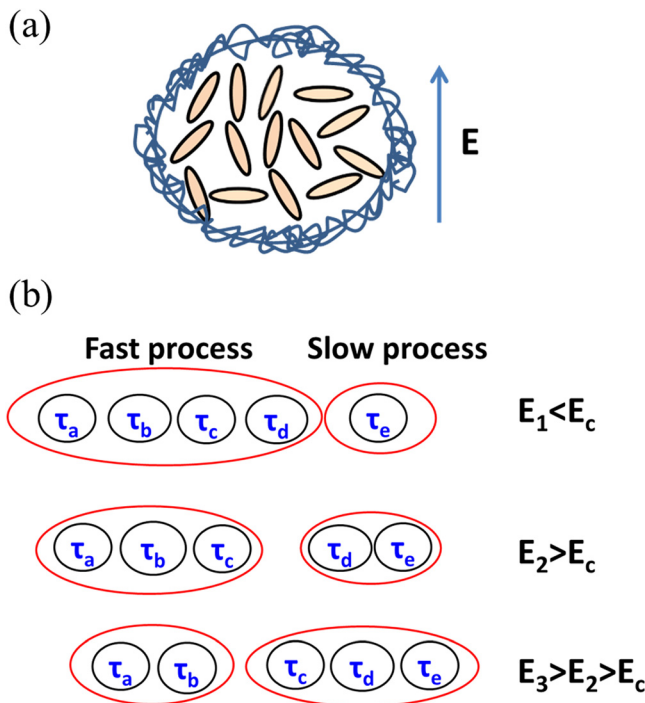 (a)
E
(b)
Fast process Slow process
τa τb τc τd τe E1<Ec
τa τb τc τd τe E2>Ec
τa τb τc τd τe E3>E2>Ec